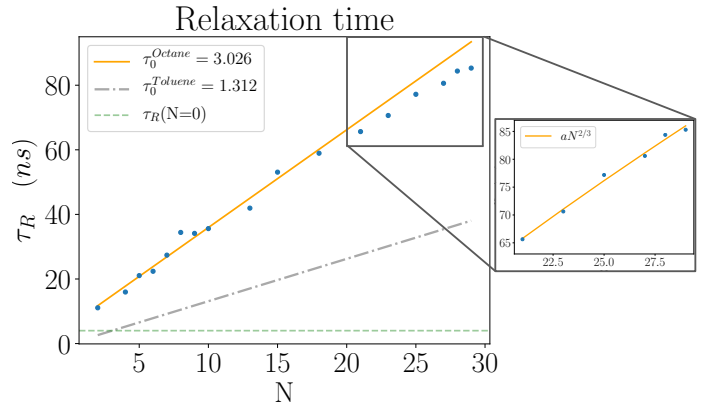 Relaxation time
τ_0^{Octane} = 3.026
τ_0^{Toluene} = 1.312
τ_R(N=0)
τ_R (ns)
80
60
40
20
0
5 10 15 20 25 30
N
aN^{2/3}
85
80
75
70
65
22.5 25.0 27.5